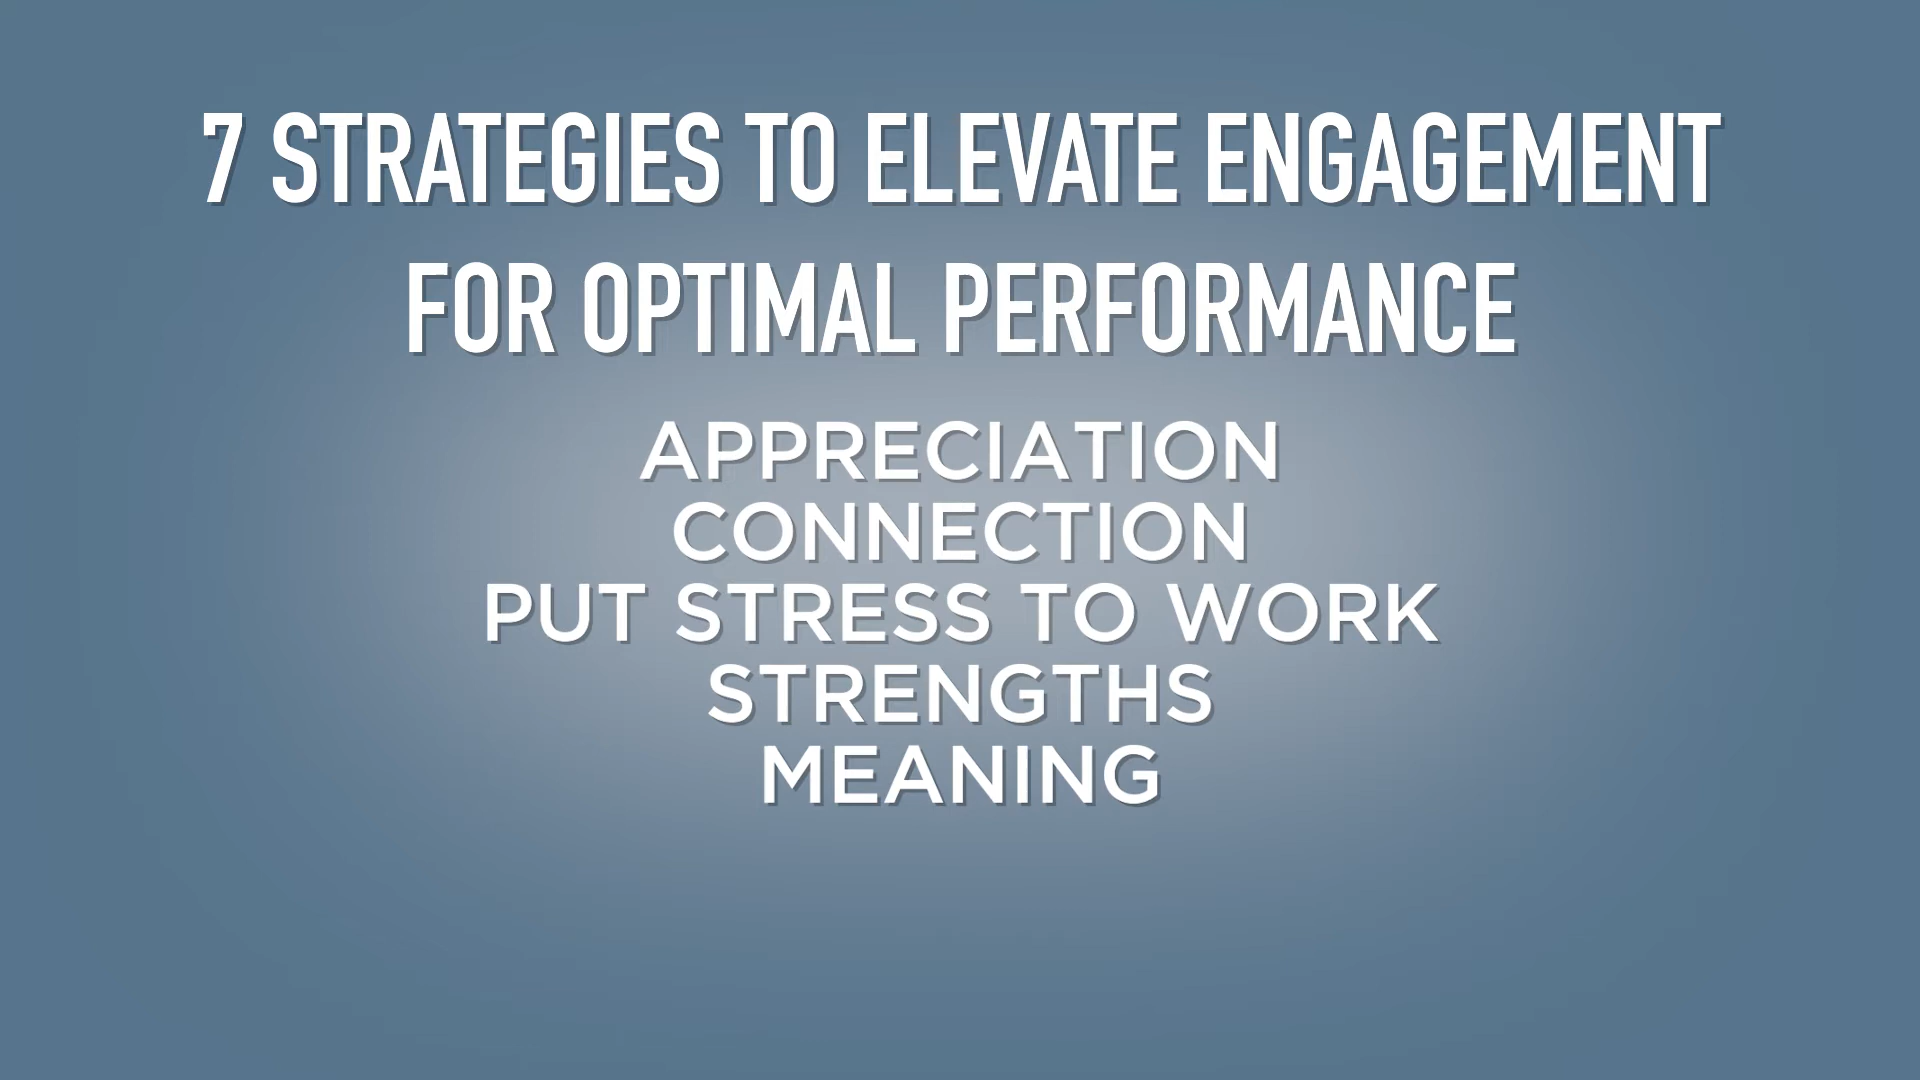 7 STRATEGIES TO ELEVATE ENGAGEMENT
FOR OPTIMAL PERFORMANCE
APPRECIATION
CONNECTION
PUT STRESS TO WORK
STRENGTHS
MEANING